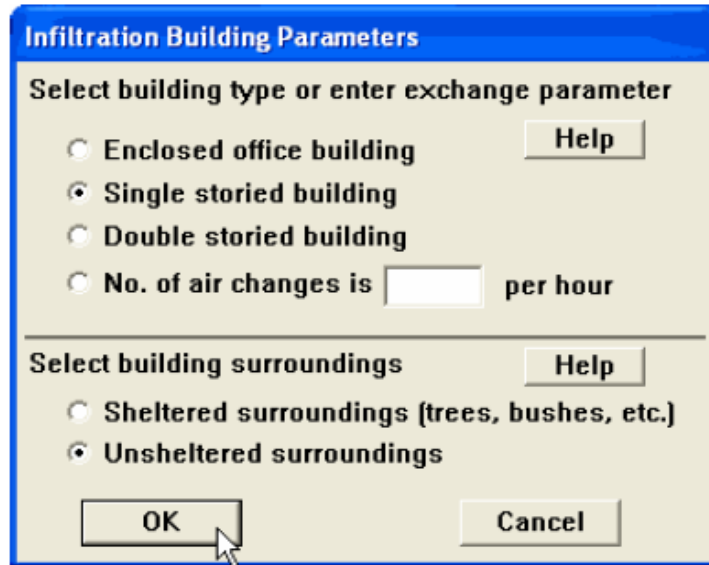 Infiltration Building Parameters
Select building type or enter exchange parameter
Help
Enclosed office building
Single storied building
Double storied building
No. of air changes is per hour
Select building surroundings Help
Sheltered surroundings (trees, bushes, etc.)
Unsheltered surroundings
OK Cancel